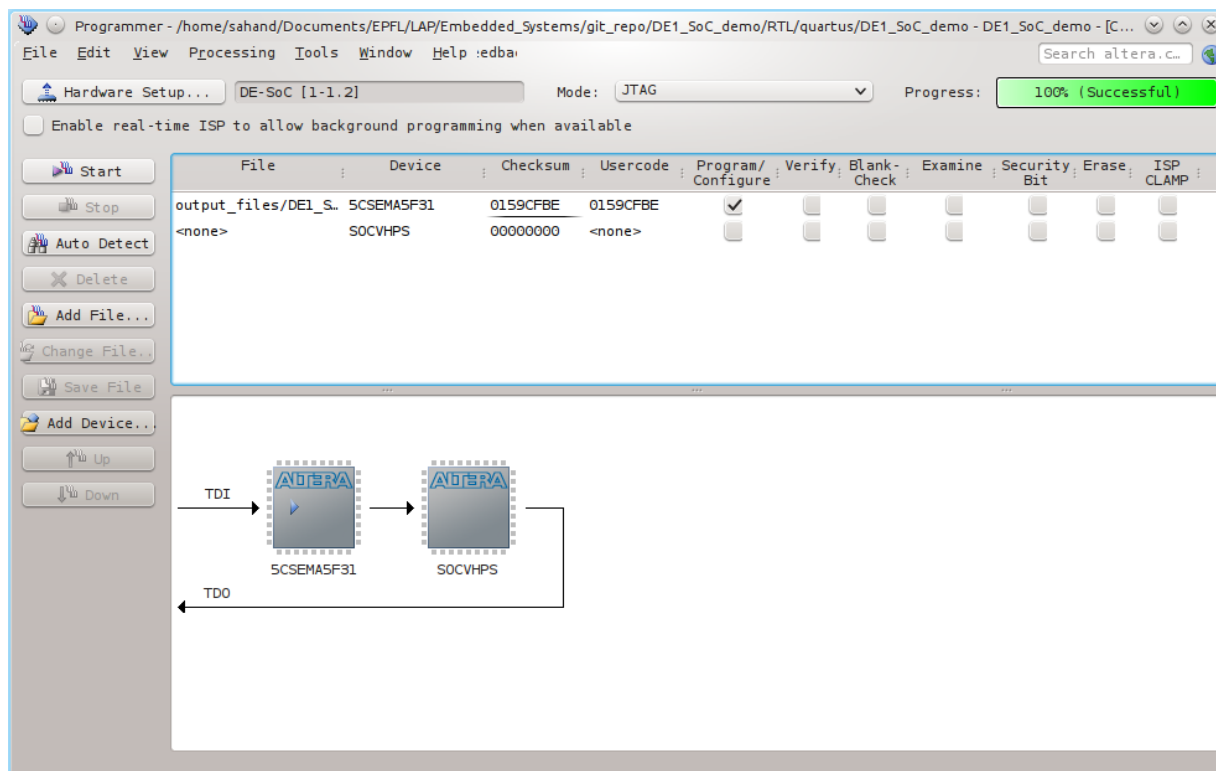 Programmer - /home/sahand/Documents/EPFL/LAP/Embedded_Systems/git_repo/DE1_SoC_demo/RTL/quartus/DE1_SoC_demo - DE1_SoC_demo - [C...
File Edit View Processing Tools Window Help :edba
Search altera.c…
Hardware Setup... DE-SoC [1-1.2] Mode: JTAG Progress: 100% (Successful)
Enable real-time ISP to allow background programming when available
Start
Stop
Auto Detect
Delete
Add File...
Change File..
Save File
Add Device..
Up
Down
File Device Checksum Usercode Program/ Verify Blank- Examine Security Erase ISP
Configure Check Bit CLAMP
output_files/DE1_S… 5CSEMA5F31 0159CFBE 0159CFBE
<none> SOCVHPS 00000000 <none>
TDI
ALTERA ALTERA
5CSEMA5F31 SOCVHPS
TDO